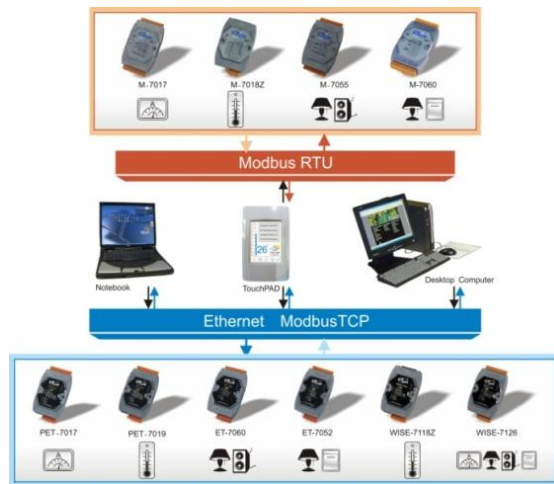 M-7017 M-7018Z M-7055 M-7060
Modbus RTU
26
Notebook TouchPAD Desktop Computer
Ethernet ModbusTCP
PET-7017 PET-7019 ET-7060 ET-7052 WISE-7118Z WISE-7126